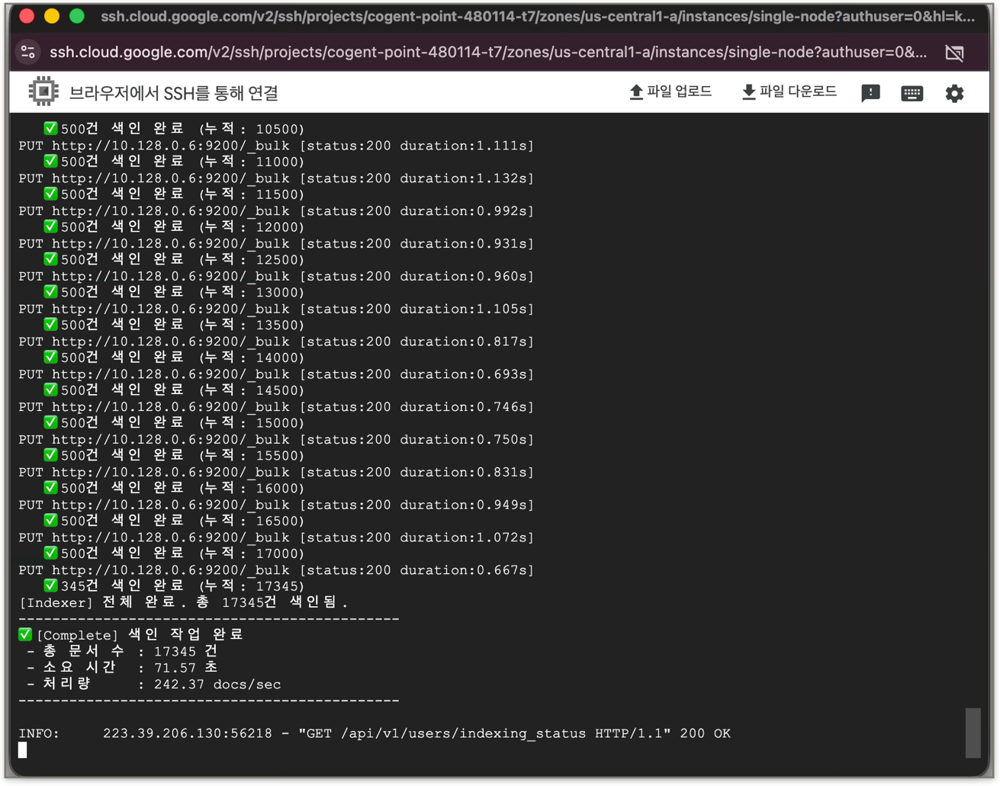 ssh.cloud.google.com/v2/ssh/projects/cogent-point-480114-t7/zones/us-central1-a/instances/single-node?authuser=0&hl=k...
ssh.cloud.google.com/v2/ssh/projects/cogent-point-480114-t7/zones/us-central1-a/instances/single-node?authuser=0&...
브라우저에서 SSH를 통해 연결 파일 업로드 파일 다운로드
✅500건 색인 완료 (누적: 10500)
PUT http://10.128.0.6:9200/_bulk [status:200 duration:1.111s]
✅500건 색인 완료 (누적: 11000)
PUT http://10.128.0.6:9200/_bulk [status:200 duration:1.132s]
✅500건 색인 완료 (누적: 11500)
PUT http://10.128.0.6:9200/_bulk [status:200 duration:0.992s]
✅500건 색인 완료 (누적: 12000)
PUT http://10.128.0.6:9200/_bulk [status:200 duration:0.931s]
✅500건 색인 완료 (누적: 12500)
PUT http://10.128.0.6:9200/_bulk [status:200 duration:0.960s]
✅500건 색인 완료 (누적: 13000)
PUT http://10.128.0.6:9200/_bulk [status:200 duration:1.105s]
✅500건 색인 완료 (누적: 13500)
PUT http://10.128.0.6:9200/_bulk [status:200 duration:0.817s]
✅500건 색인 완료 (누적: 14000)
PUT http://10.128.0.6:9200/_bulk [status:200 duration:0.693s]
✅500건 색인 완료 (누적: 14500)
PUT http://10.128.0.6:9200/_bulk [status:200 duration:0.746s]
✅500건 색인 완료 (누적: 15000)
PUT http://10.128.0.6:9200/_bulk [status:200 duration:0.750s]
✅500건 색인 완료 (누적: 15500)
PUT http://10.128.0.6:9200/_bulk [status:200 duration:0.831s]
✅500건 색인 완료 (누적: 16000)
PUT http://10.128.0.6:9200/_bulk [status:200 duration:0.949s]
✅500건 색인 완료 (누적: 16500)
PUT http://10.128.0.6:9200/_bulk [status:200 duration:1.072s]
✅500건 색인 완료 (누적: 17000)
PUT http://10.128.0.6:9200/_bulk [status:200 duration:0.667s]
✅345건 색인 완료 (누적: 17345)
[Indexer] 전체 완료. 총 17345건 색인됨.
---------------------------------------------
✅[Complete] 색인 작업 완료
- 총 문서 수 : 17345 건
- 소요 시간 : 71.57 초
- 처리량 : 242.37 docs/sec
---------------------------------------------
INFO: 223.39.206.130:56218 - "GET /api/v1/users/indexing_status HTTP/1.1" 200 OK